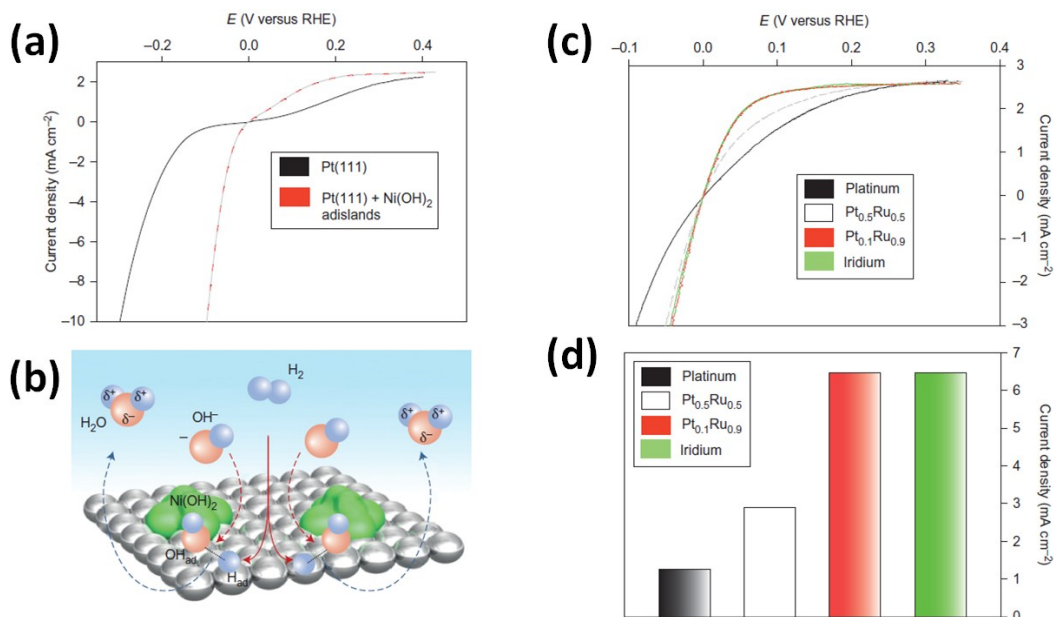 (a)
E (V versus RHE)
−0.2 0.0 0.2 0.4
2
0
−2
−4
−6
−8
−10
Current density (mA cm⁻²)
Pt(111)
Pt(111) + Ni(OH)₂
adislands
(c)
E (V versus RHE)
−0.1 0.0 0.1 0.2 0.3 0.4
3
2
1
0
−1
−2
−3
Current density (mA cm⁻²)
Platinum
Pt₀.₅Ru₀.₅
Pt₀.₁Ru₀.₉
Iridium
(b)
δ⁺ δ⁺
δ⁻
H₂O
OH⁻
−
H₂
δ⁺ δ⁺
δ⁻
Ni(OH)₂
OHad
Had
(d)
Platinum
Pt₀.₅Ru₀.₅
Pt₀.₁Ru₀.₉
Iridium
7
6
5
4
3
2
1
0
Current density (mA cm⁻²)